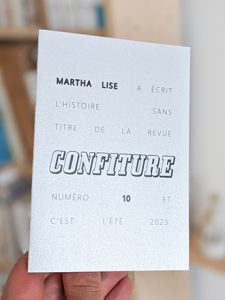 MARTHA LISE A ÉCRIT
L'HISTOIRE SANS
TITRE DE LA REVUE
CONFITURE
NUMÉRO 10 ET
C'EST L'ÉTÉ 2023.